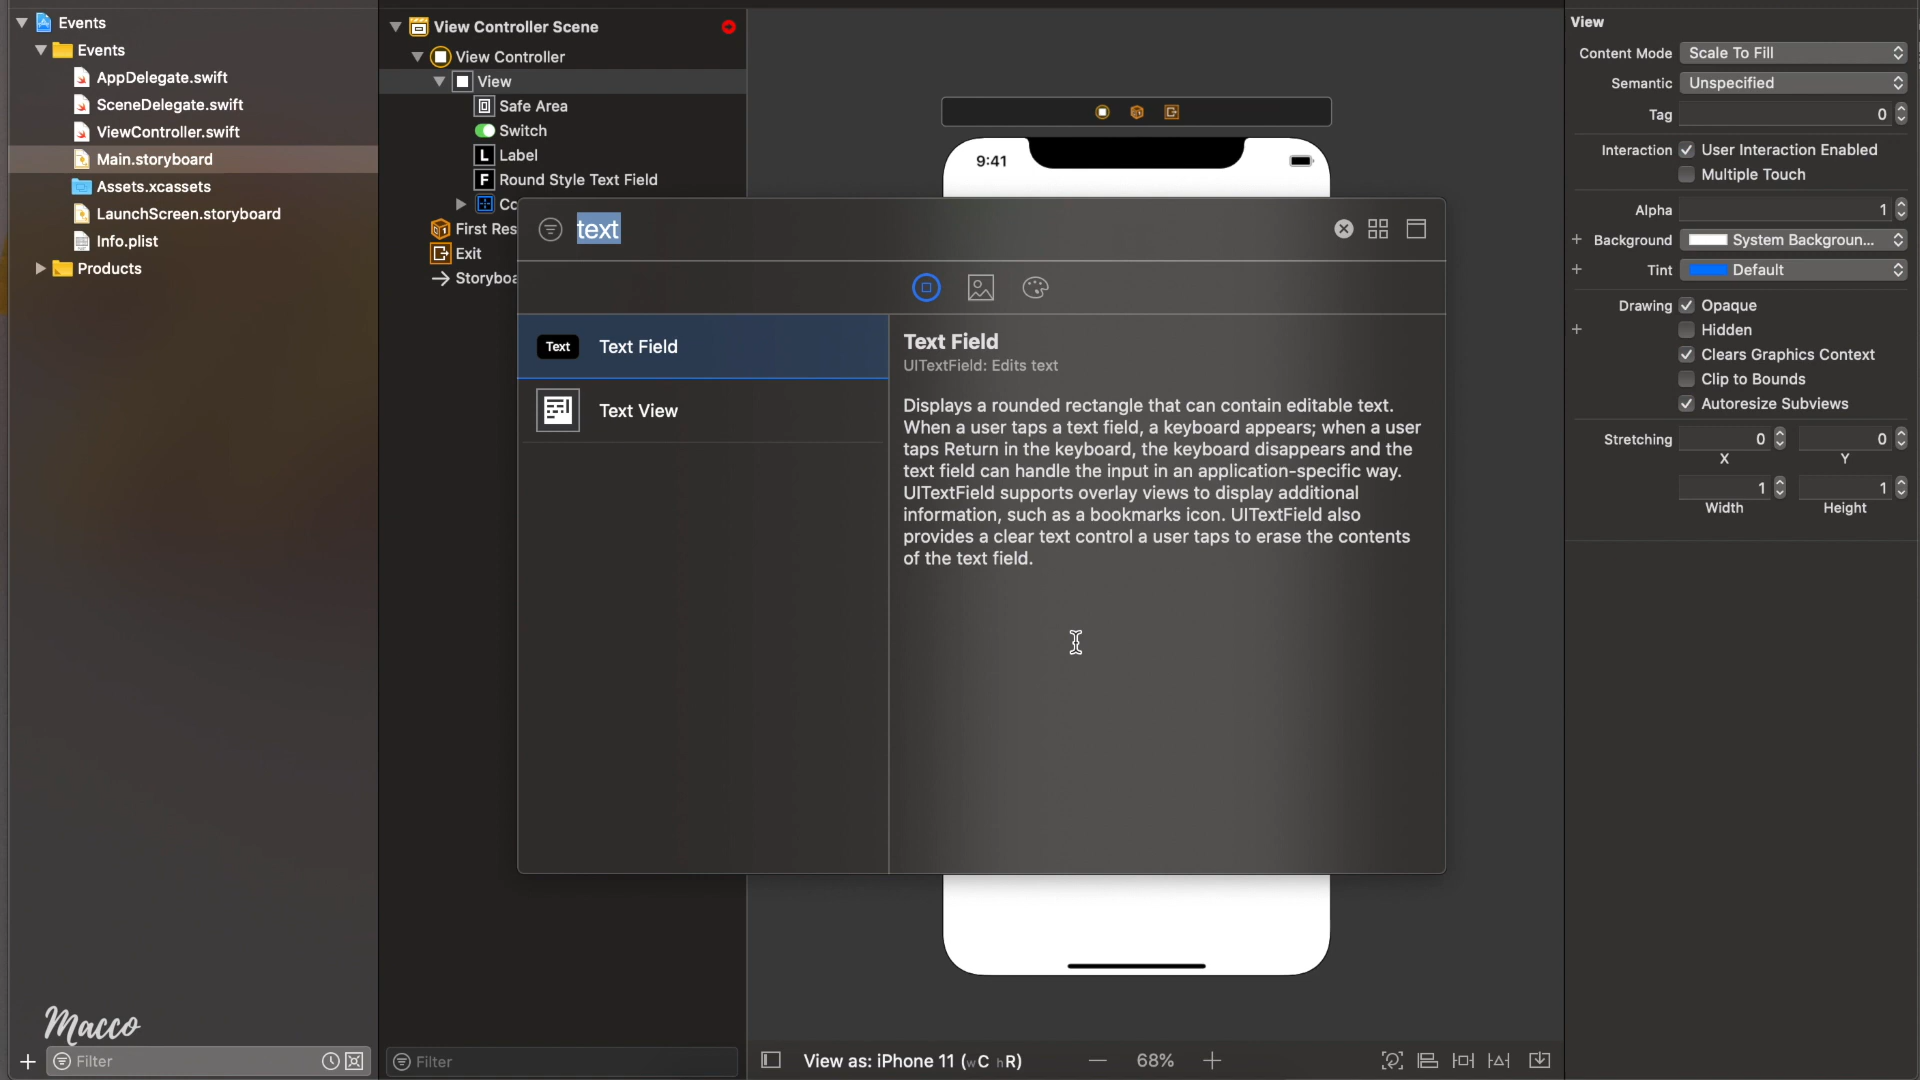 Events
Events
AppDelegate.swift
SceneDelegate.swift
ViewController.swift
Main.storyboard
Assets.xcassets
LaunchScreen.storyboard
Info.plist
Products
Macco
Filter
View Controller Scene
View Controller
View
Safe Area
Switch
L Label
F Round Style Text Field
Co
First Res
Exit
Storyboa
Filter
9:41
text
Text Text Field
Text View
Text Field
UITextField: Edits text
Displays a rounded rectangle that can contain editable text.
When a user taps a text field, a keyboard appears; when a user
taps Return in the keyboard, the keyboard disappears and the
text field can handle the input in an application-specific way.
UITextField supports overlay views to display additional
information, such as a bookmarks icon. UITextField also
provides a clear text control a user taps to erase the contents
of the text field.
View as: iPhone 11 (wC hR)
68%
View
Content Mode Scale To Fill
Semantic Unspecified
Tag 0
Interaction User Interaction Enabled
Multiple Touch
Alpha 1
Background System Backgroun...
Tint Default
Drawing Opaque
Hidden
Clears Graphics Context
Clip to Bounds
Autoresize Subviews
Stretching 0 0
X Y
1 1
Width Height